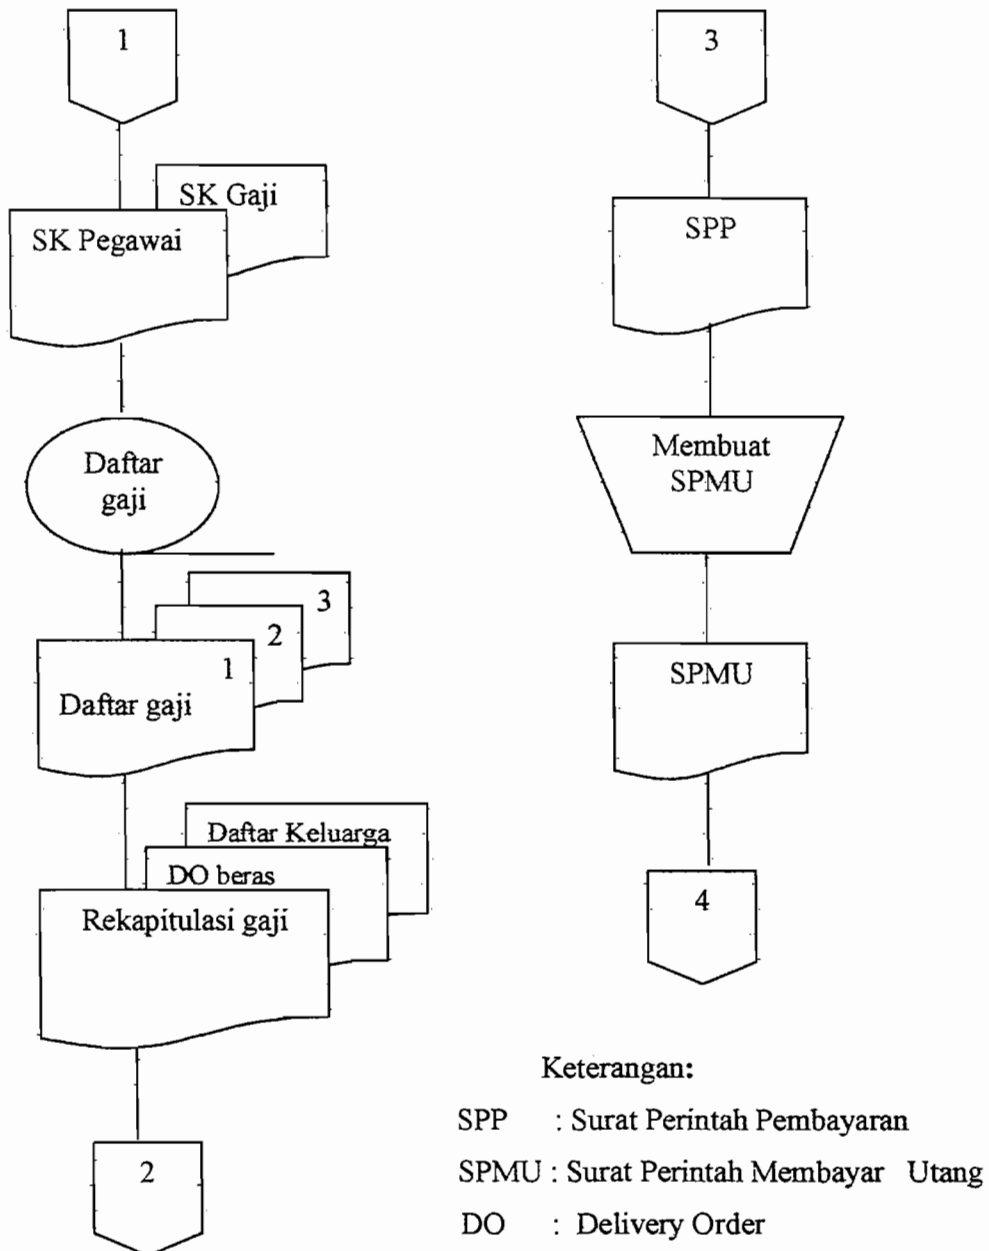 1
SK Gaji
SK Pegawai
Daftar
gaji
3
2
1
Daftar gaji
Daftar Keluarga
DO beras
Rekapitulasi gaji
2
3
SPP
Membuat
SPMU
SPMU
4
Keterangan:
SPP : Surat Perintah Pembayaran
SPMU : Surat Perintah Membayar Utang
DO : Delivery Order